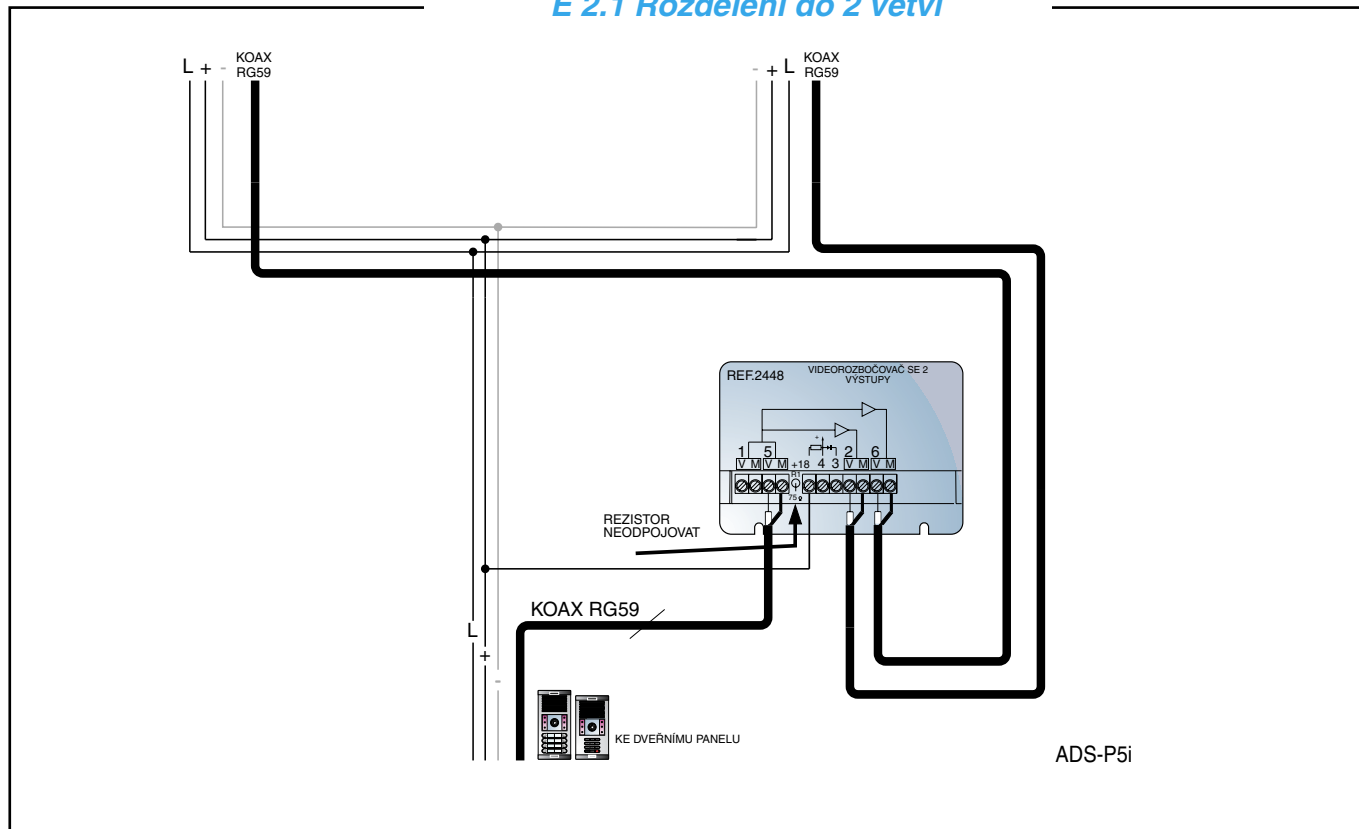 E 2.1 Rozdělení do 2 větví
L + - KOAX
RG59
- + L KOAX
RG59
REF.2448
VIDEOROZBOČOVAČ SE 2
VÝSTUPY
+
1 5 2 6
V M V M +18 4 3 V M V M
R1
75
REZISTOR
NEODPOJOVAT
KOAX RG59
L
+
-
KE DVEŘNÍMU PANELU
ADS-P5i